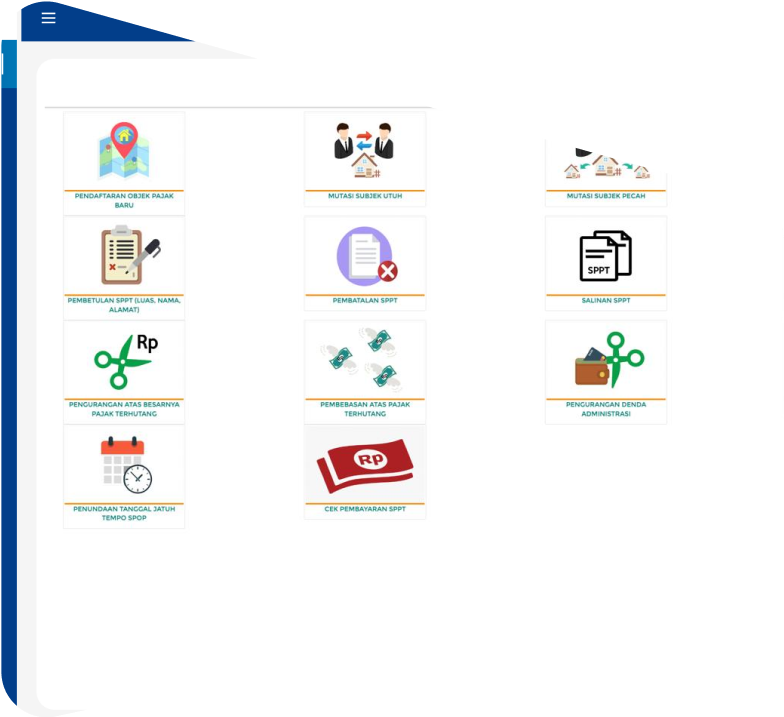 PENDAFTARAN OBJEK PAJAK
BARU
MUTASI SUBJEK UTUH
MUTASI SUBJEK PECAH
PEMBETULAN SPPT (LUAS, NAMA,
ALAMAT)
PEMBATALAN SPPT
SPPT
SALINAN SPPT
Rp
PENGURANGAN ATAS BESARNYA
PAJAK TERHUTANG
PEMBEBASAN ATAS PAJAK
TERHUTANG
PENGURANGAN DENDA
ADMINISTRASI
PENUNDAAN TANGGAL JATUH
TEMPO SPOP
Rp
CEK PEMBAYARAN SPPT